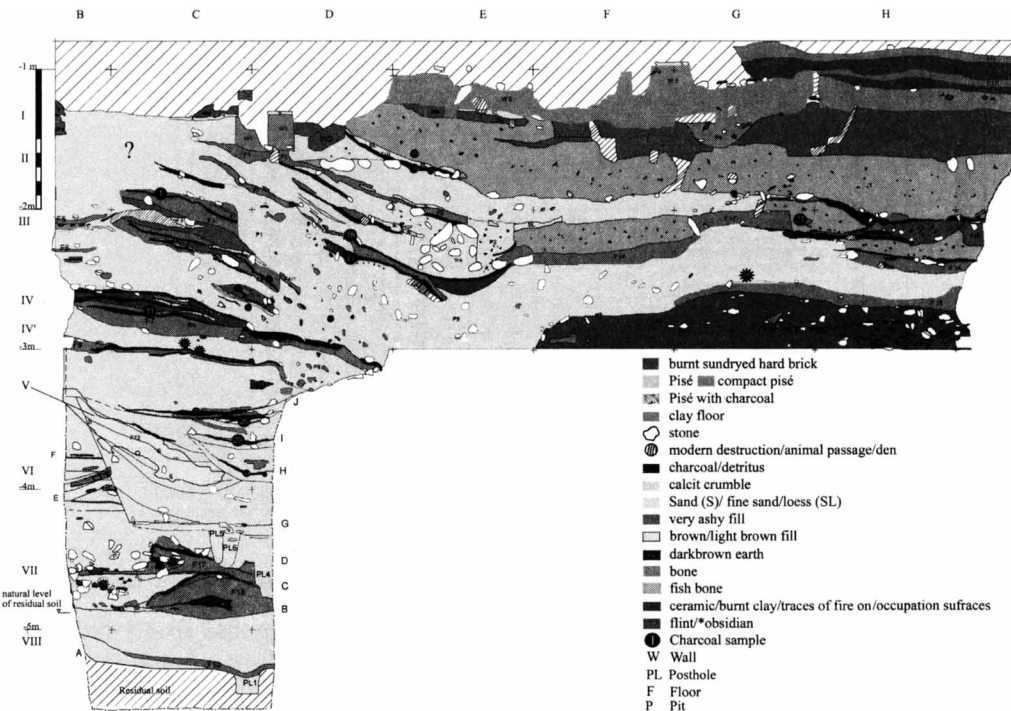 B C D E F G H
-1 m
I
?
II
-2m
III
P1
IV
IV'
-3m
V
J
F
I
VI
H
-4m
E
G
PL5
PL6
D
VII
F17
PL4
C
natural level
of residual soil
B
-5m
VIII
A
PL1
Residual soil
burnt sundryed hard brick
Pisé compact pisé
Pisé with charcoal
clay floor
stone
modern destruction/animal passage/den
charcoal/detritus
calcit crumble
Sand (S)/ fine sand/loess (SL)
very ashy fill
brown/light brown fill
darkbrown earth
bone
fish bone
ceramic/burnt clay/traces of fire on/occupation sufraces
flint/*obsidian
Charcoal sample
W Wall
PL Posthole
F Floor
P Pit